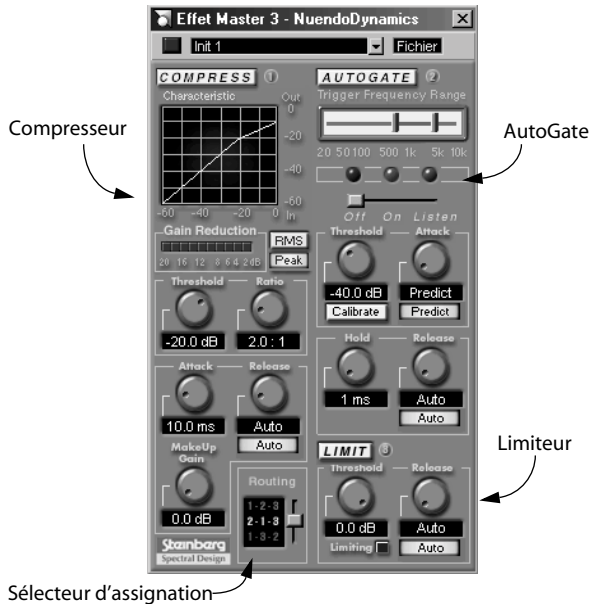 Effet Master 3 - NuendoDynamics
Init 1
Fichier
COMPRESS 1
Characteristic
Out
0
-20
-40
-60
-60 -40 -20 0 In
Gain Reduction
20 16 12 8 6 4 2 dB
RMS
Peak
Threshold
Ratio
-20.0 dB
2.0 : 1
Attack
Release
10.0 ms
Auto
Auto
MakeUp
Gain
0.0 dB
Routing
1-2-3
2-1-3
1-3-2
Steinberg
Spectral Design
AUTOGATE 2
Trigger Frequency Range
20 50 100 500 1k 5k 10k
Off On Listen
Threshold
Attack
-40.0 dB
Predict
Calibrate
Predict
Hold
Release
1 ms
Auto
Auto
LIMIT 3
Threshold
Release
0.0 dB
Auto
Limiting
Auto
Compresseur
AutoGate
Limiteur
Sélecteur d'assignation